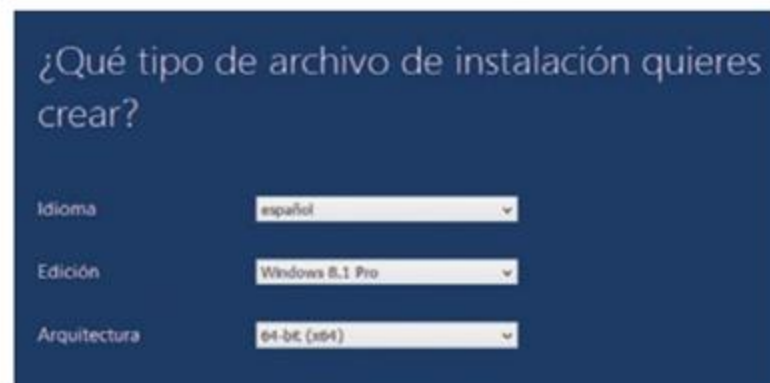 ¿Qué tipo de archivo de instalación quieres
crear?
Idioma español
Edición Windows 8.1 Pro
Arquitectura 64-bit (x64)